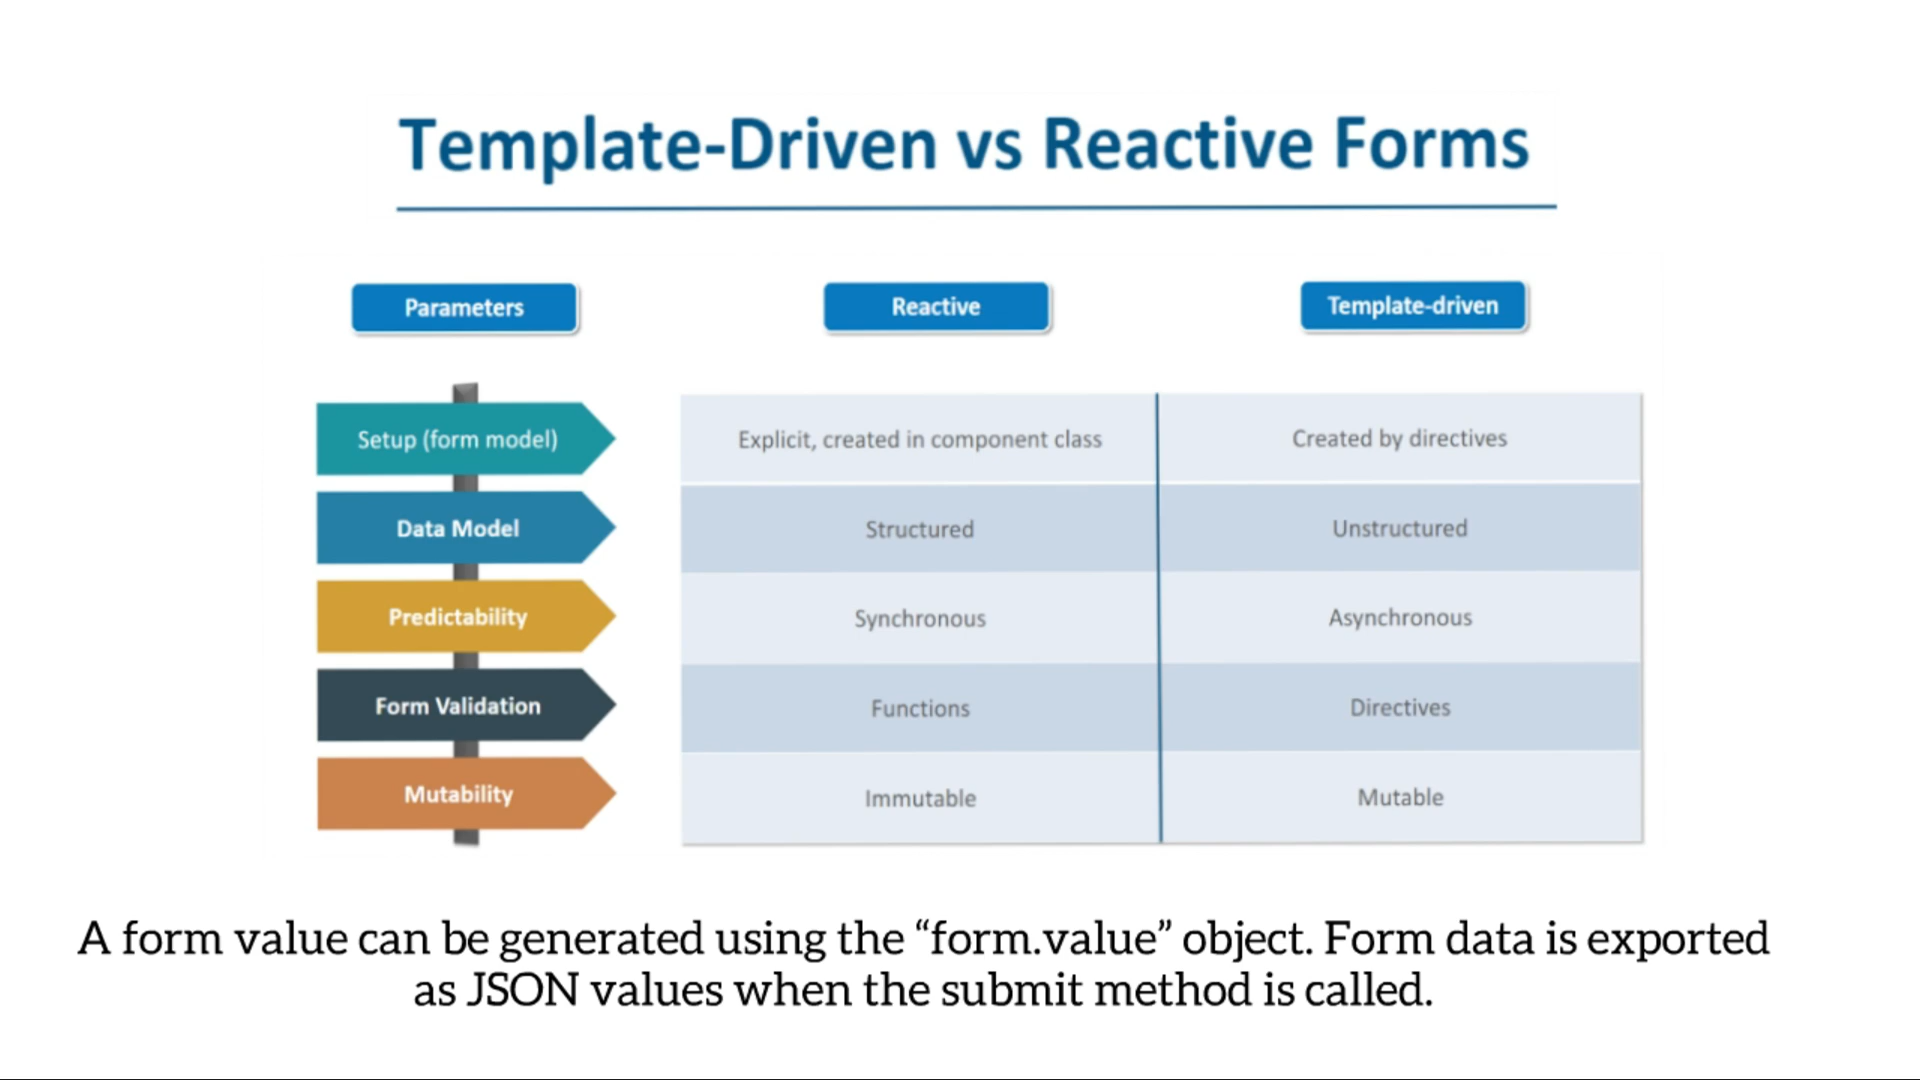 Template-Driven vs Reactive Forms
Parameters
Reactive
Template-driven
Setup (form model)
Explicit, created in component class
Created by directives
Data Model
Structured
Unstructured
Predictability
Synchronous
Asynchronous
Form Validation
Functions
Directives
Mutability
Immutable
Mutable
A form value can be generated using the “form.value” object. Form data is exported
as JSON values when the submit method is called.